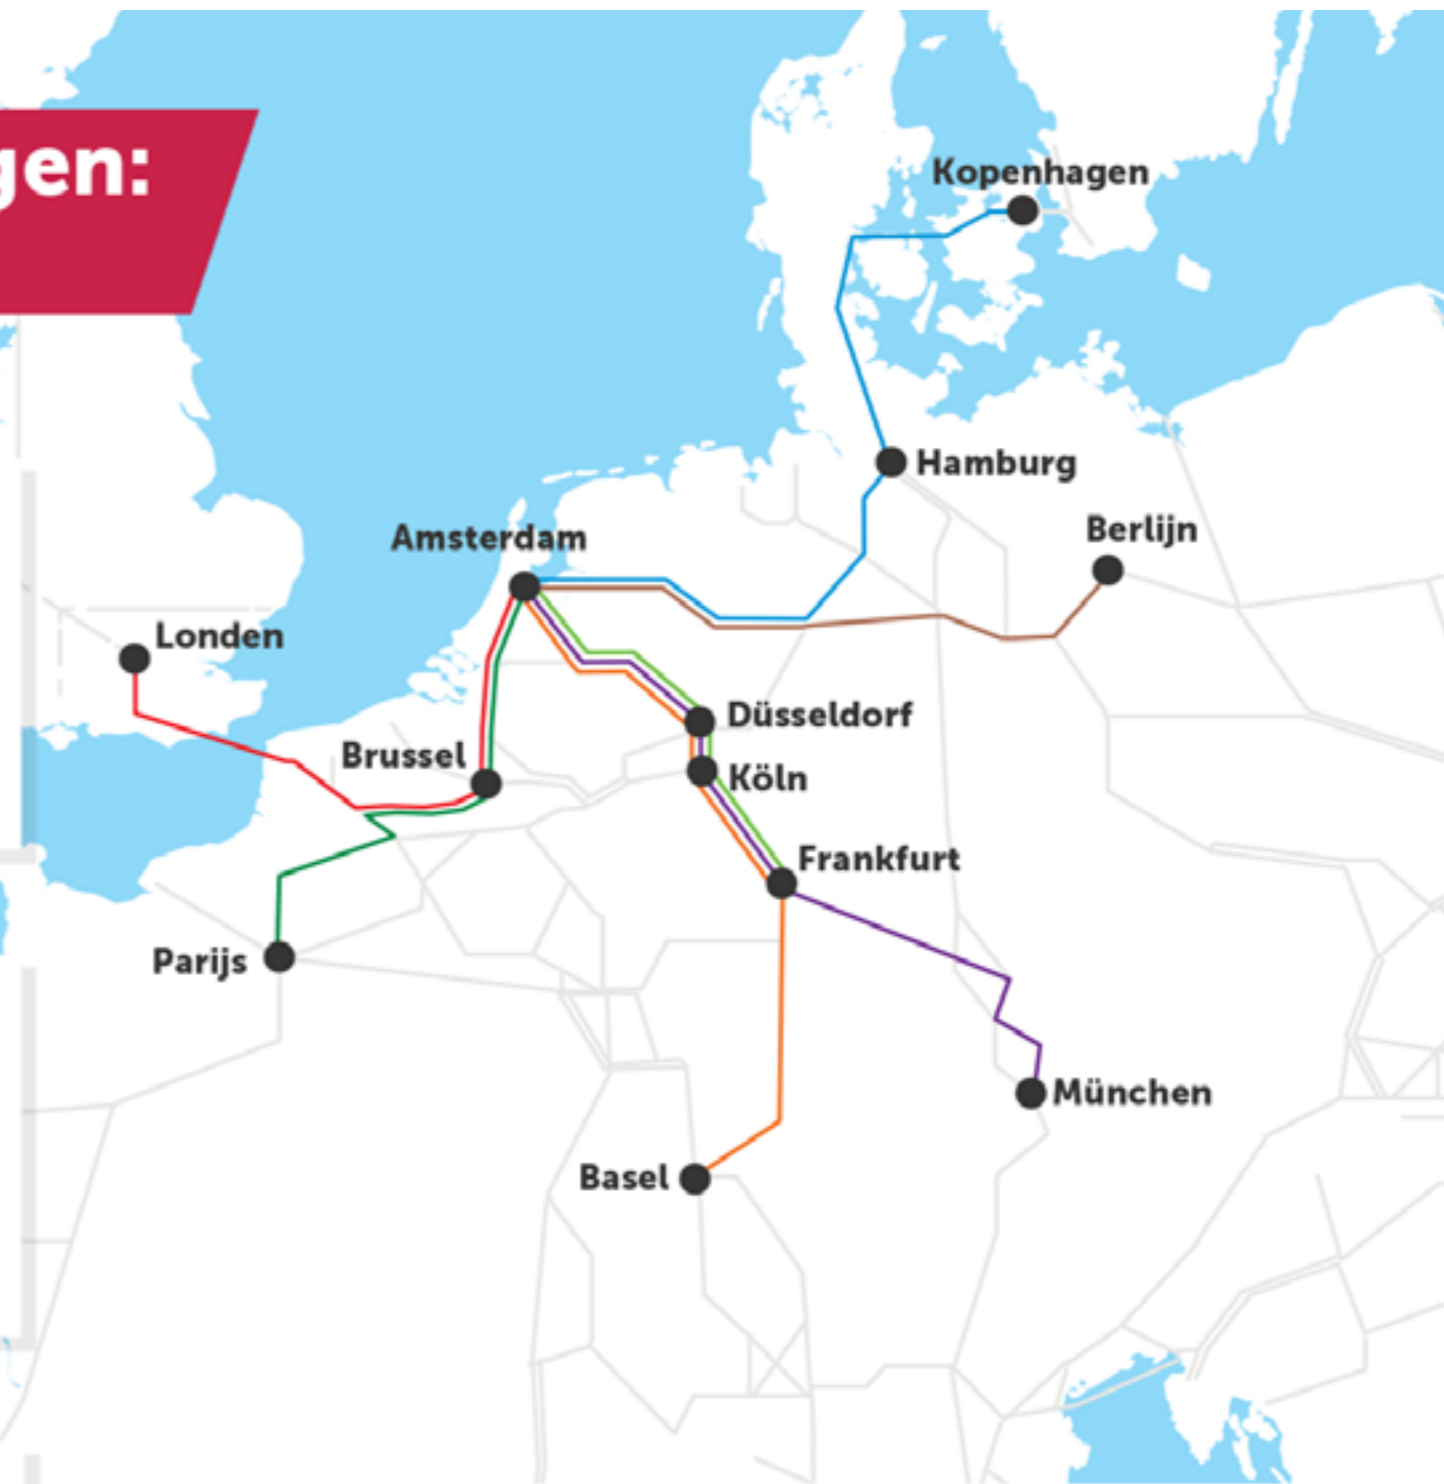 gen:
Kopenhagen
Hamburg
Berlijn
Amsterdam
Londen
Düsseldorf
Brussel
Köln
Frankfurt
Parijs
München
Basel